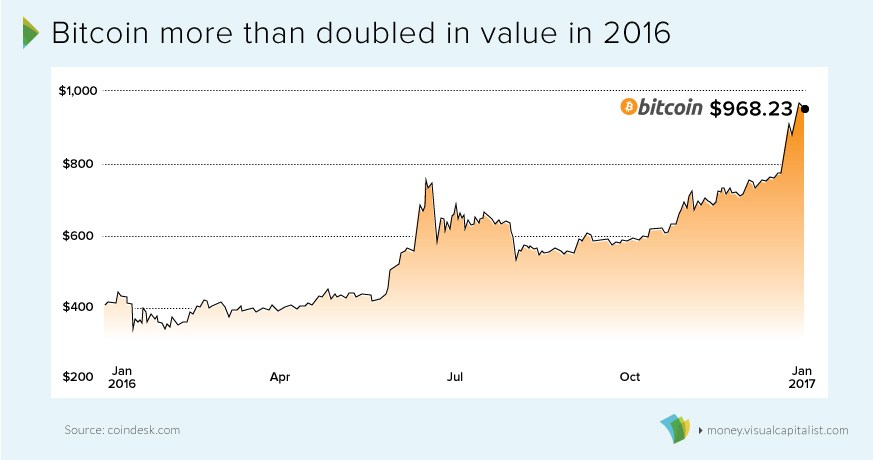 Bitcoin more than doubled in value in 2016
$1,000
bitcoin $968.23
$800
$600
$400
$200
Jan
2016
Apr
Jul
Oct
Jan
2017
Source: coindesk.com
money.visualcapitalist.com